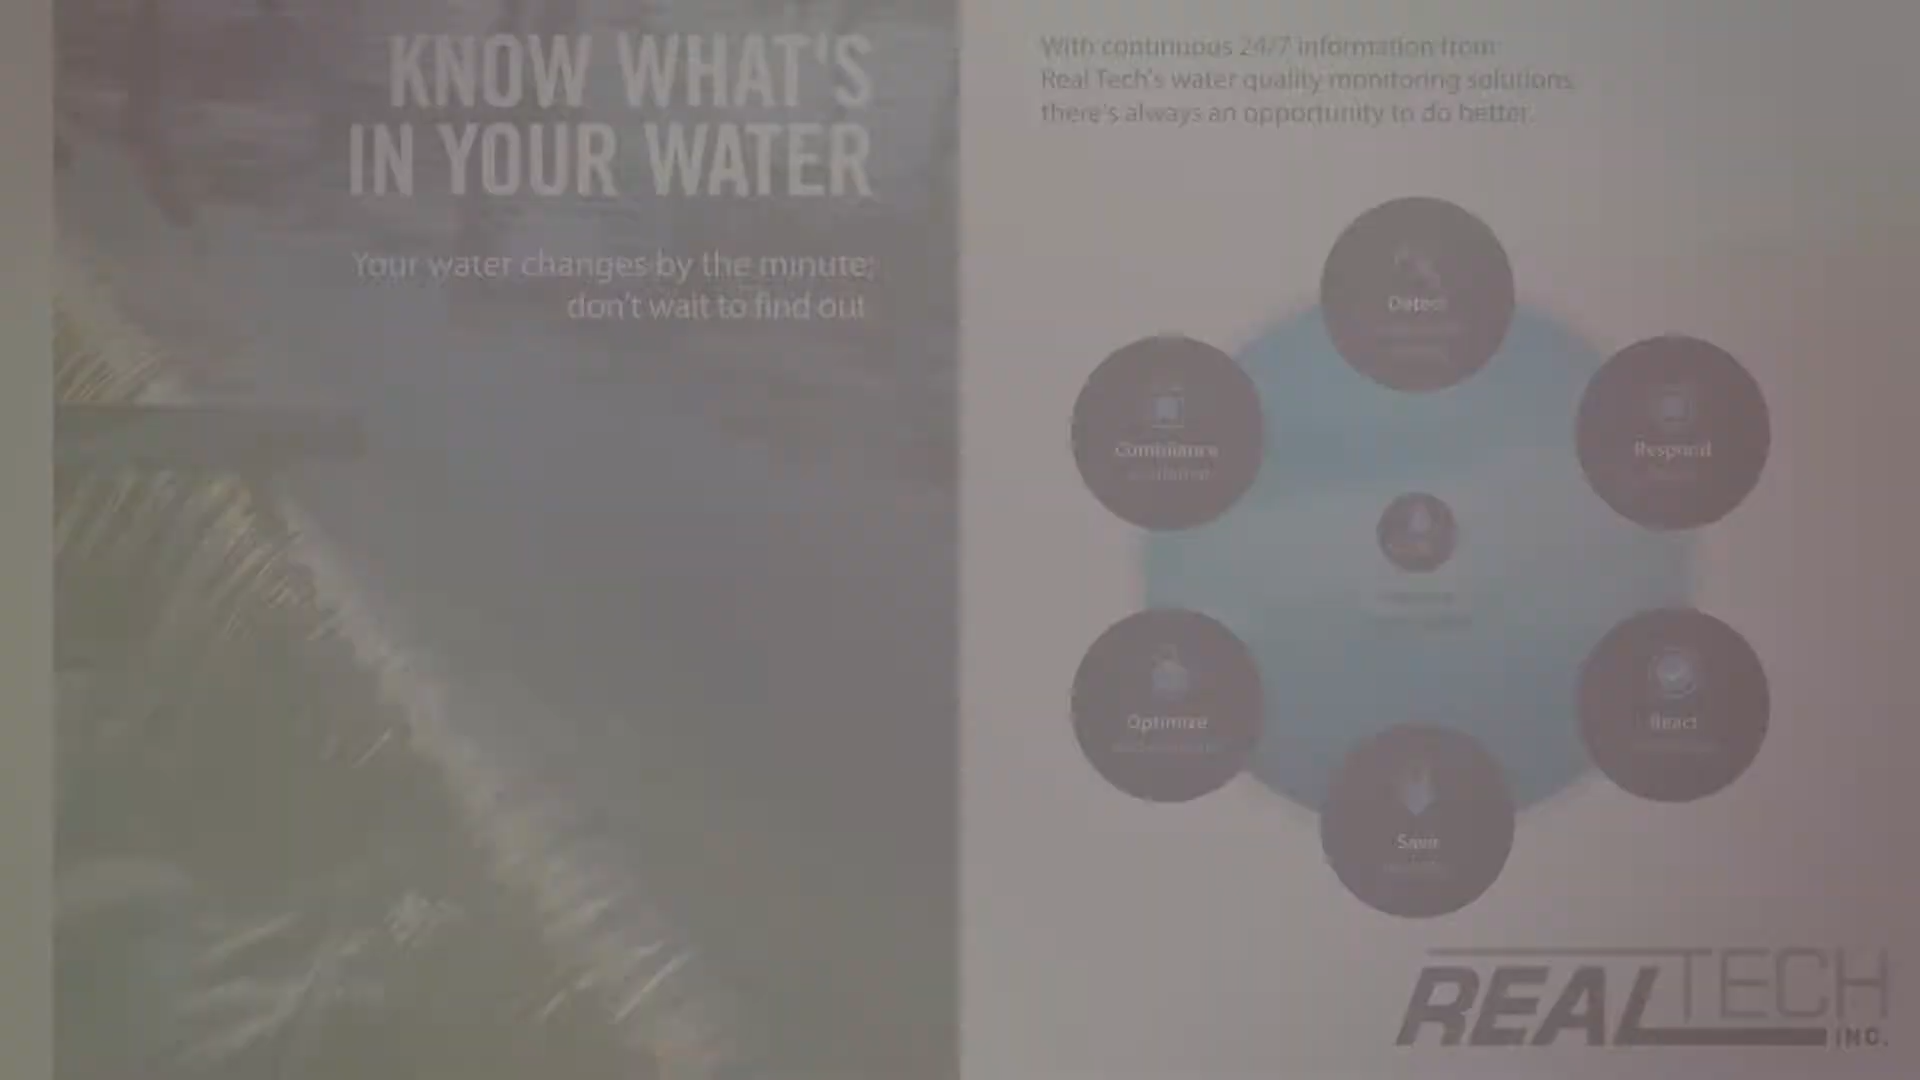 KNOW WHAT'S
IN YOUR WATER
Your water changes by the minute;
don't wait to find out
With continuous 24/7 information from
Real Tech's water quality monitoring solutions,
there's always an opportunity to do better.
Detect
Compliance
Respond
Optimize
React
Save
REALTECH
INC.